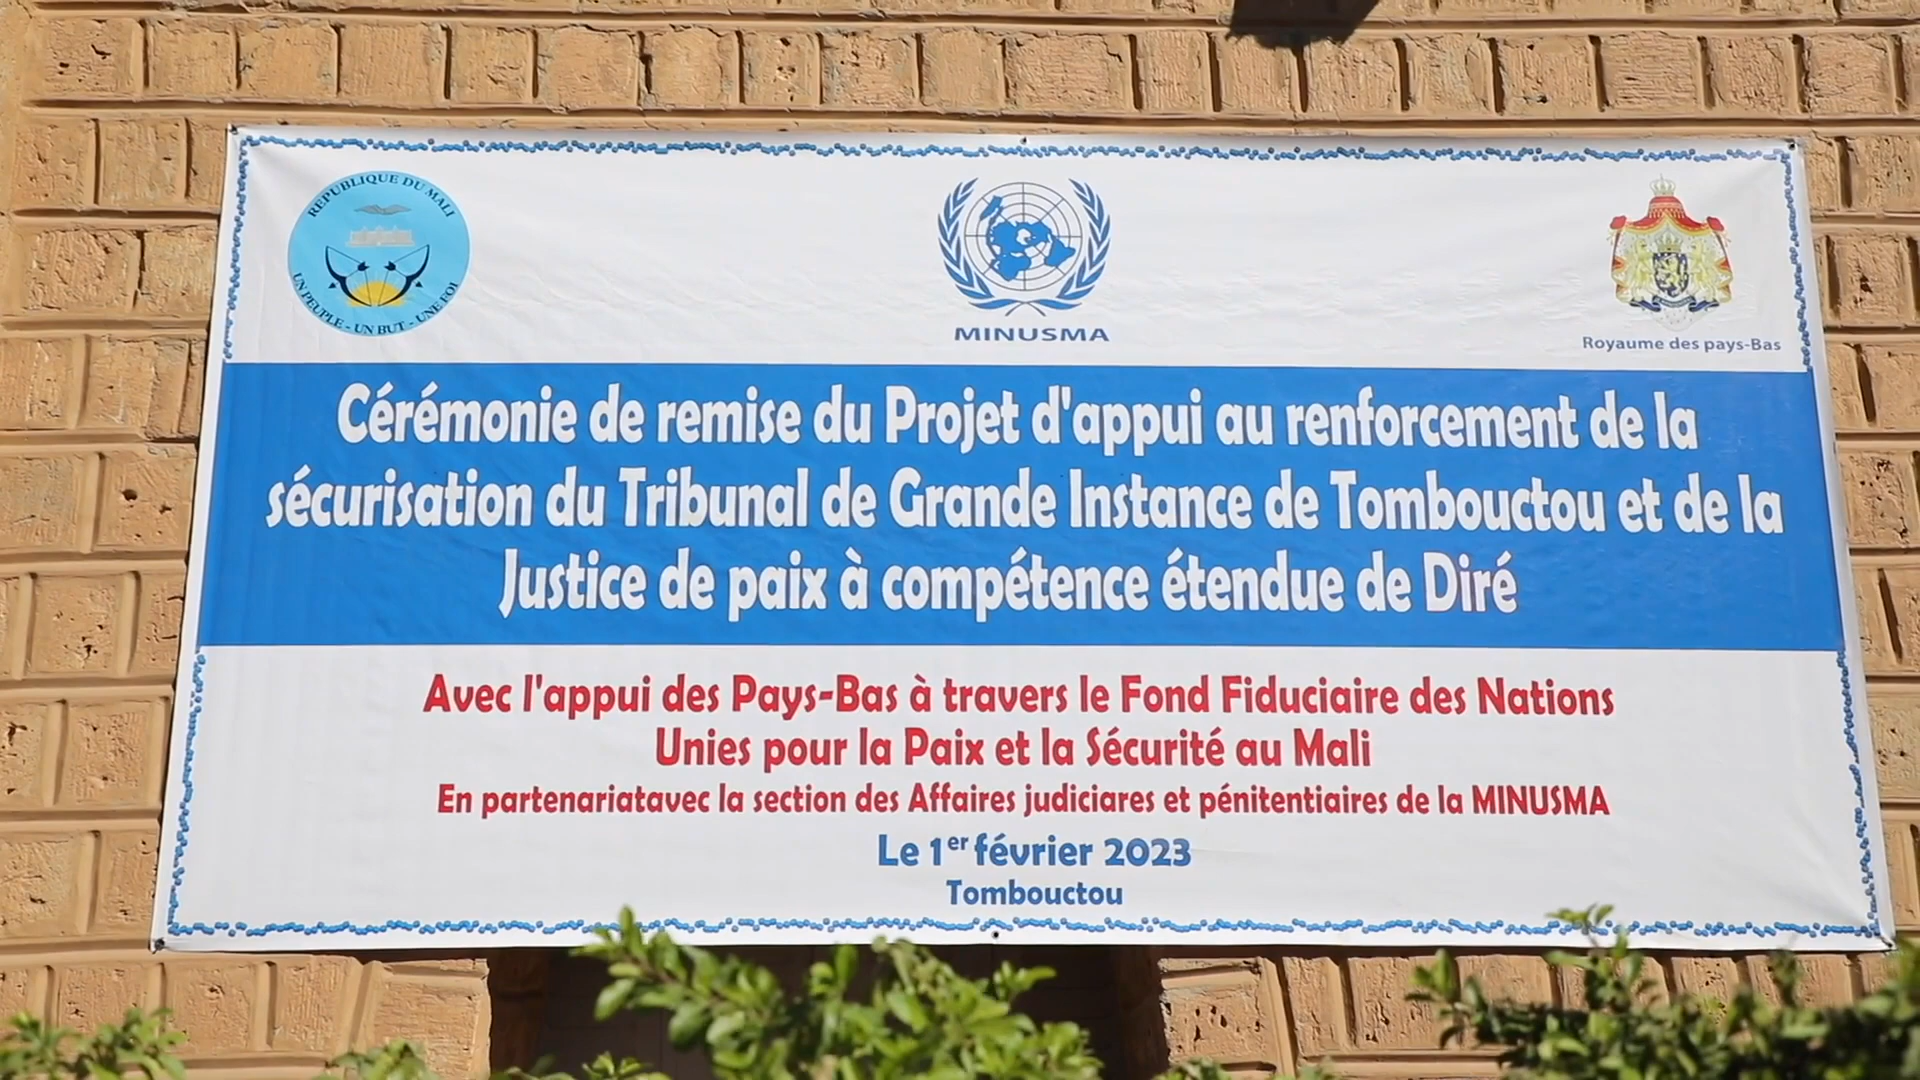 REPUBLIQUE DU MALI
UN PEUPLE - UN BUT - UNE FOI
MINUSMA
Royaume des pays-Bas
Cérémonie de remise du Projet d'appui au renforcement de la
sécurisation du Tribunal de Grande Instance de Tombouctou et de la
Justice de paix à compétence étendue de Diré
Avec l'appui des Pays-Bas à travers le Fond Fiduciaire des Nations
Unies pour la Paix et la Sécurité au Mali
En partenariatavec la section des Affaires judiciares et pénitentiaires de la MINUSMA
Le 1er février 2023
Tombouctou